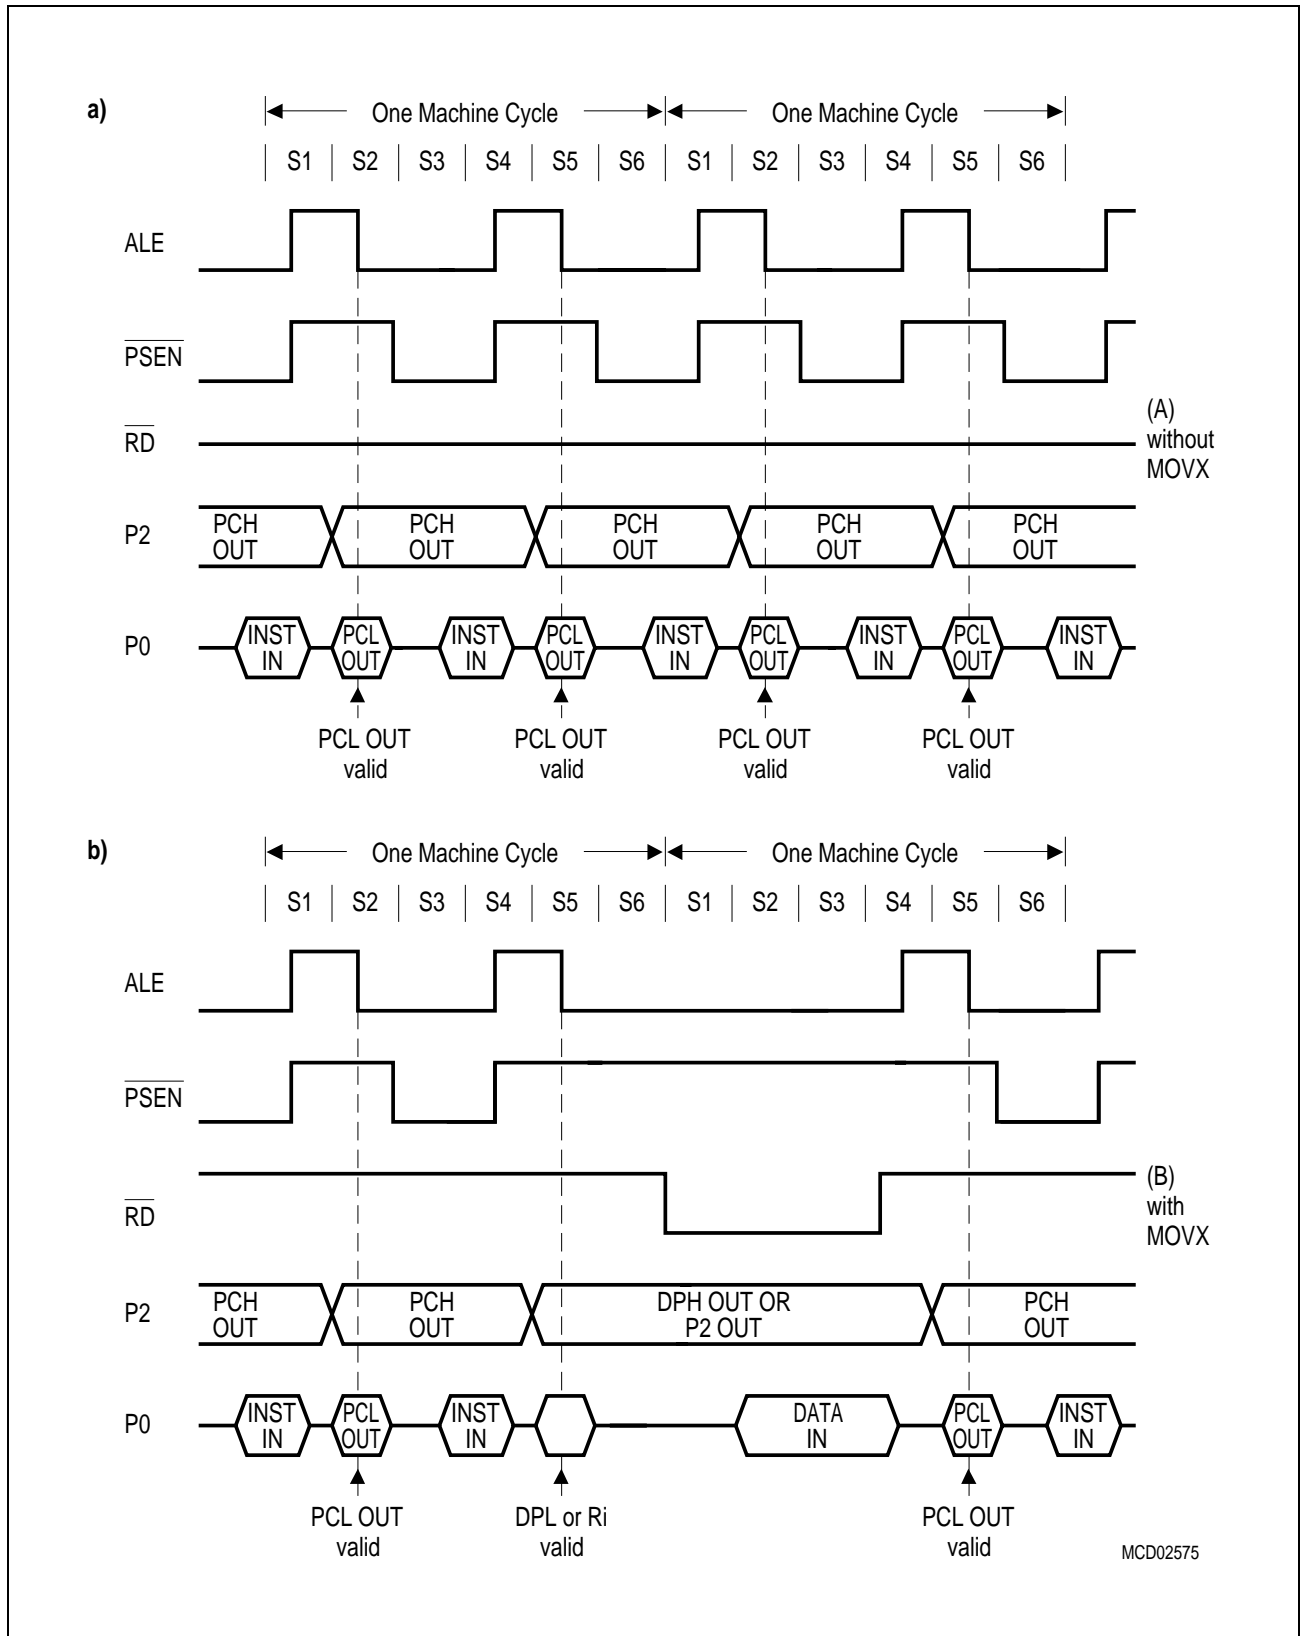 a)
One Machine Cycle One Machine Cycle
S1 S2 S3 S4 S5 S6 S1 S2 S3 S4 S5 S6
ALE
PSEN
RD
(A)
without
MOVX
P2
PCH OUT PCH OUT PCH OUT PCH OUT PCH OUT
P0
INST IN PCL OUT INST IN PCL OUT INST IN PCL OUT INST IN PCL OUT INST IN
PCL OUT valid PCL OUT valid PCL OUT valid PCL OUT valid
b)
One Machine Cycle One Machine Cycle
S1 S2 S3 S4 S5 S6 S1 S2 S3 S4 S5 S6
ALE
PSEN
RD
(B)
with
MOVX
P2
PCH OUT PCH OUT DPH OUT OR P2 OUT PCH OUT
P0
INST IN PCL OUT INST IN DATA IN PCL OUT INST IN
PCL OUT valid DPL or Ri valid PCL OUT valid
MCD02575